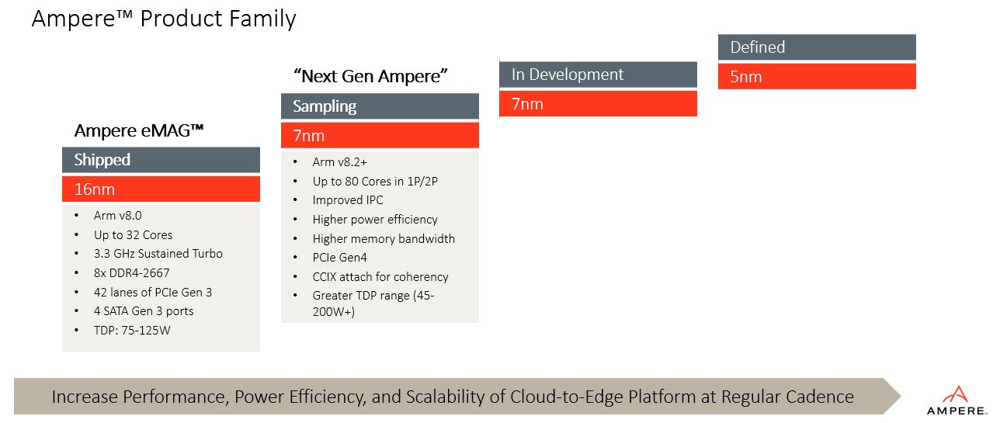 Ampere™ Product Family
Ampere eMAG™
Shipped
16nm
• Arm v8.0
• Up to 32 Cores
• 3.3 GHz Sustained Turbo
• 8x DDR4-2667
• 42 lanes of PCIe Gen 3
• 4 SATA Gen 3 ports
• TDP: 75-125W
“Next Gen Ampere”
Sampling
7nm
• Arm v8.2+
• Up to 80 Cores in 1P/2P
• Improved IPC
• Higher power efficiency
• Higher memory bandwidth
• PCIe Gen4
• CCIX attach for coherency
• Greater TDP range (45-
200W+)
In Development
7nm
Defined
5nm
Increase Performance, Power Efficiency, and Scalability of Cloud-to-Edge Platform at Regular Cadence
AMPERE